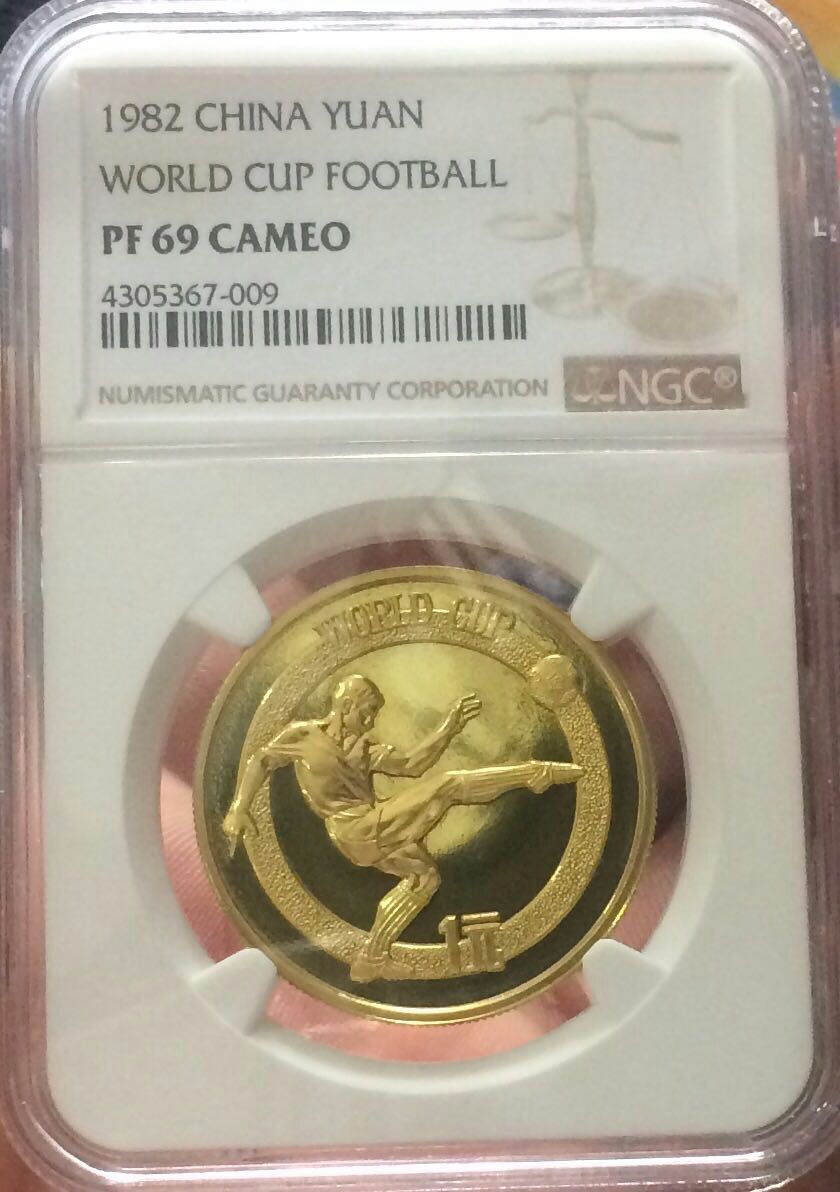 1982 CHINA YUAN
WORLD CUP FOOTBALL
PF 69 CAMEO
4305367-009
NUMISMATIC GUARANTY CORPORATION
NGC®
WORLD CUP
1元